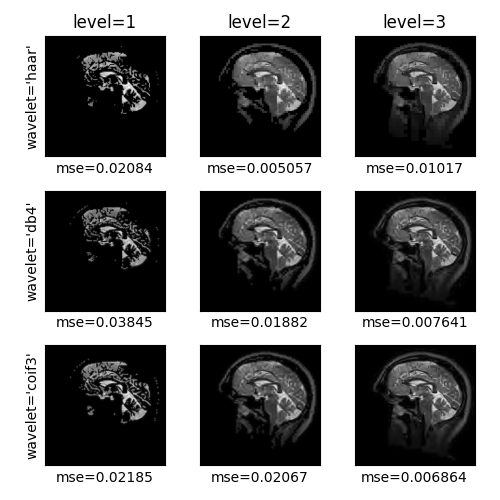 level=1 level=2 level=3
wavelet='haar'
mse=0.02084 mse=0.005057 mse=0.01017
wavelet='db4'
mse=0.03845 mse=0.01882 mse=0.007641
wavelet='coif3'
mse=0.02185 mse=0.02067 mse=0.006864